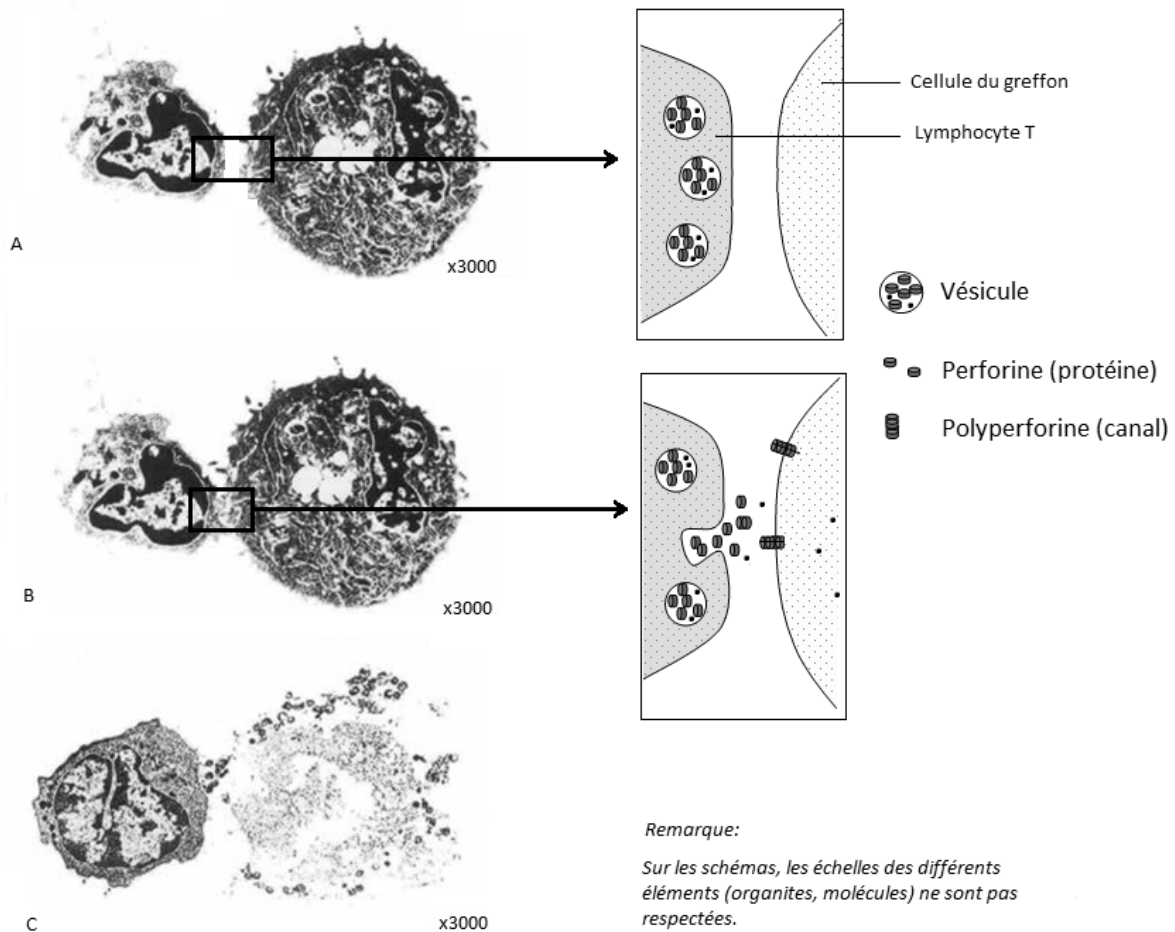 Cellule du greffon
Lymphocyte T
A
x3000
Vésicule
Perforine (protéine)
Polyperforine (canal)
B
x3000
Remarque:
Sur les schémas, les échelles des différents
éléments (organites, molécules) ne sont pas
respectées.
C
x3000